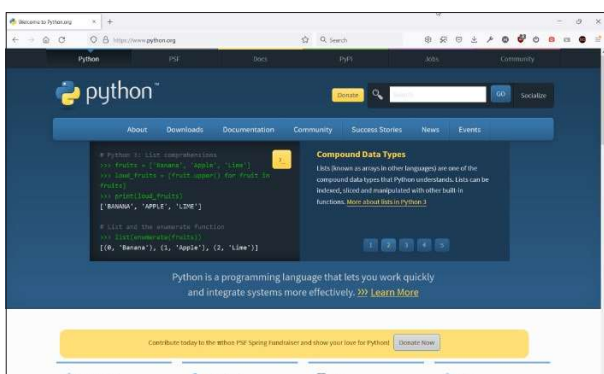 Welcome to Python.org
https://www.python.org
Search
Python PSF Docs PyPI Jobs Community
python™
Donate
Search
GO
Socialize
About Downloads Documentation Community Success Stories News Events
# Python 3: List comprehensions
>>> fruits = ['Banana', 'Apple', 'Lime']
>>> loud_fruits = [fruit.upper() for fruit in
fruits]
>>> print(loud_fruits)
['BANANA', 'APPLE', 'LIME']
# List and the enumerate function
>>> list(enumerate(fruits))
[(0, 'Banana'), (1, 'Apple'), (2, 'Lime')]
>_
Compound Data Types
Lists (known as arrays in other languages) are one of the
compound data types that Python understands. Lists can be
indexed, sliced and manipulated with other built-in
functions. More about lists in Python 3
1 2 3 4 5
Python is a programming language that lets you work quickly
and integrate systems more effectively. >>> Learn More
Contribute today to the PSF Spring Fundraiser and show your love for Python!
Donate Now